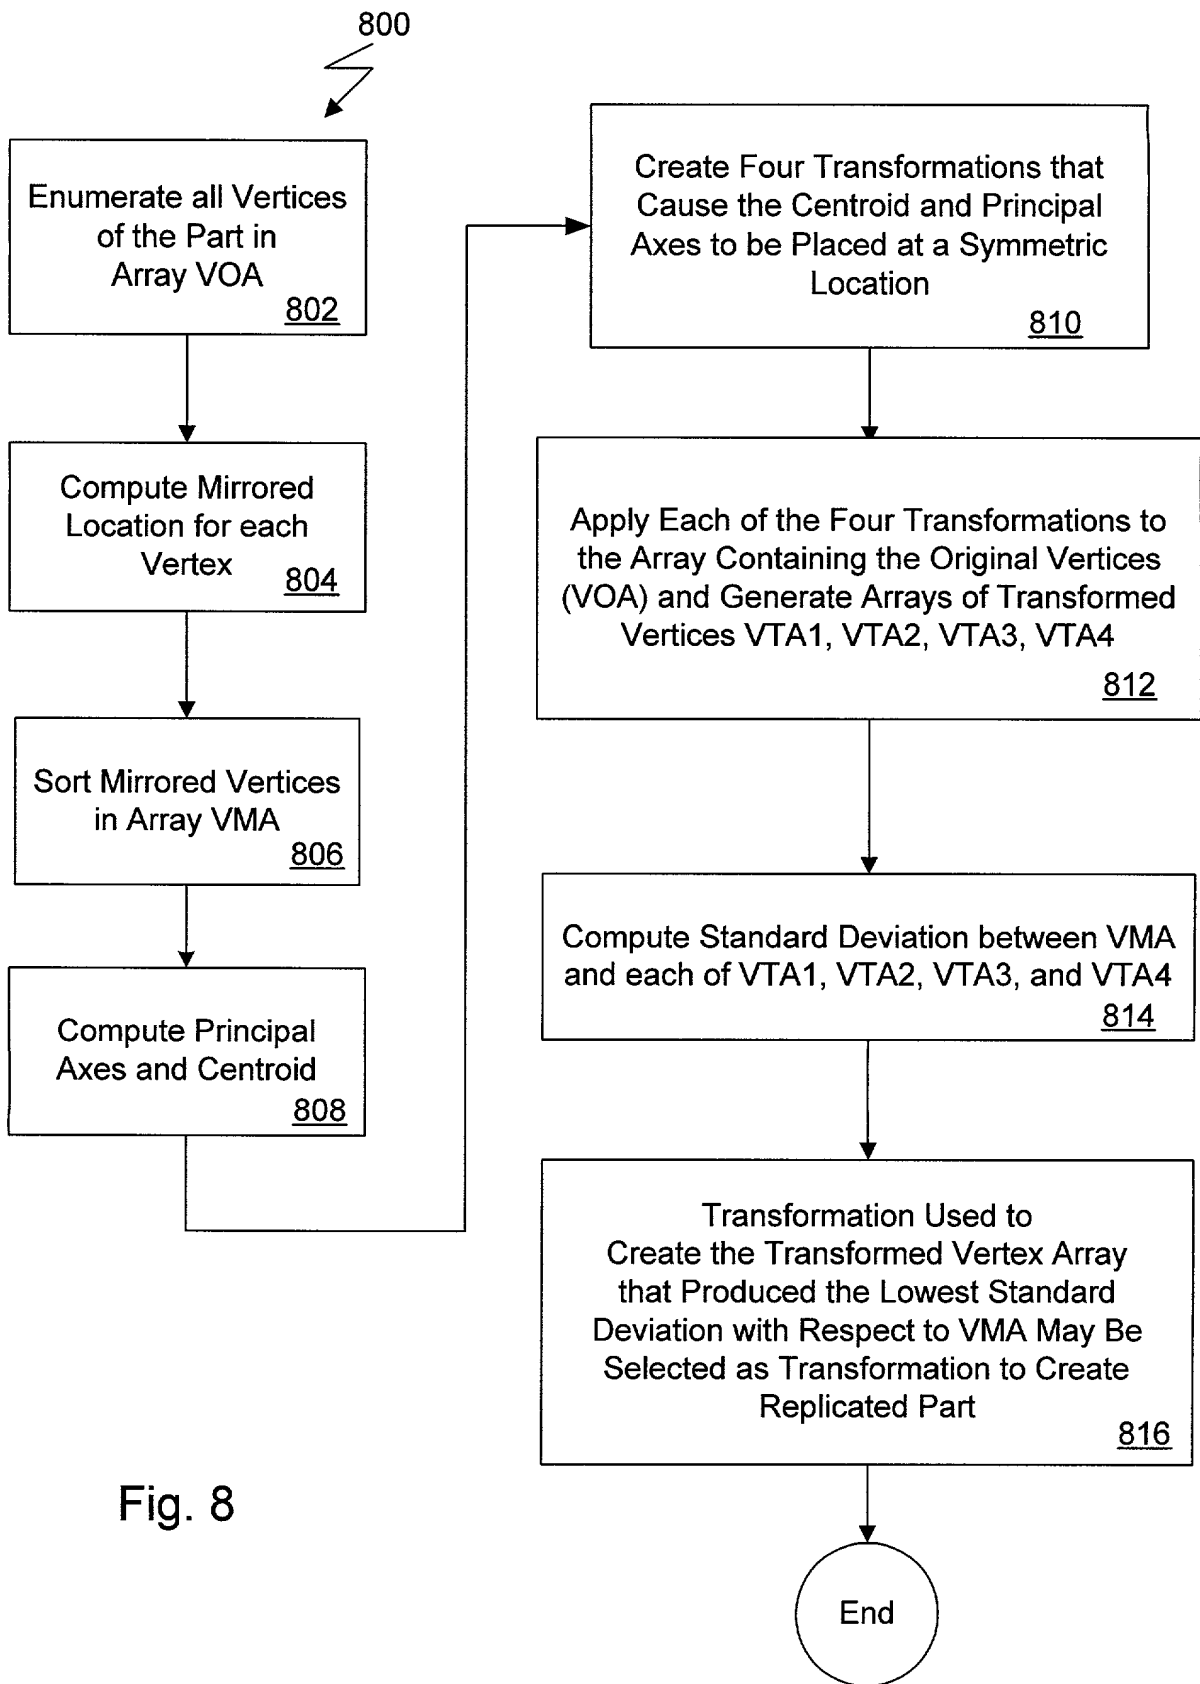 800
Enumerate all Vertices
of the Part in
Array VOA
802
Compute Mirrored
Location for each
Vertex
804
Sort Mirrored Vertices
in Array VMA
806
Compute Principal
Axes and Centroid
808
Create Four Transformations that
Cause the Centroid and Principal
Axes to be Placed at a Symmetric
Location
810
Apply Each of the Four Transformations to
the Array Containing the Original Vertices
(VOA) and Generate Arrays of Transformed
Vertices VTA1, VTA2, VTA3, VTA4
812
Compute Standard Deviation between VMA
and each of VTA1, VTA2, VTA3, and VTA4
814
Transformation Used to
Create the Transformed Vertex Array
that Produced the Lowest Standard
Deviation with Respect to VMA May Be
Selected as Transformation to Create
Replicated Part
816
End
Fig. 8